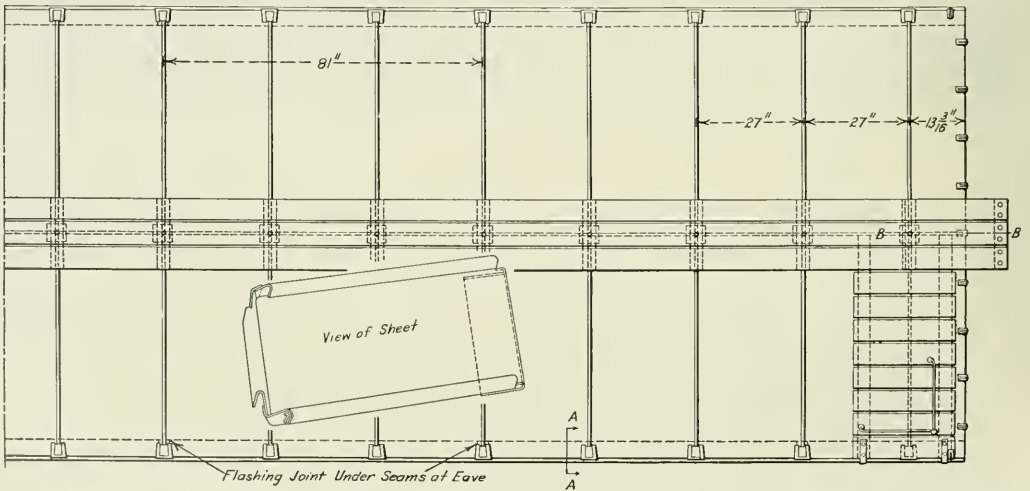 81"
27"
27"
13 3/16"
B
B
View of Sheet
A
Flashing Joint Under Seams at Eave
A